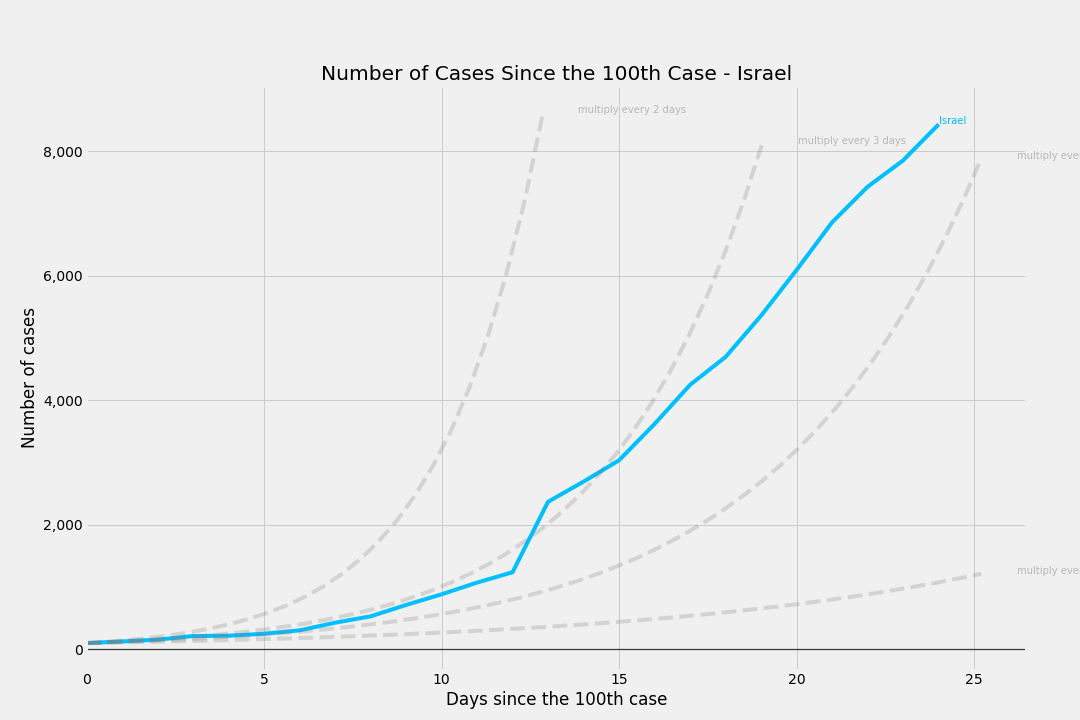 Number of Cases Since the 100th Case - Israel
multiply every 2 days
Israel
multiply every 3 days
multiply
8,000
6,000
4,000
2,000
multiply
0
Number of cases
0 5 10 15 20 25
Days since the 100th case